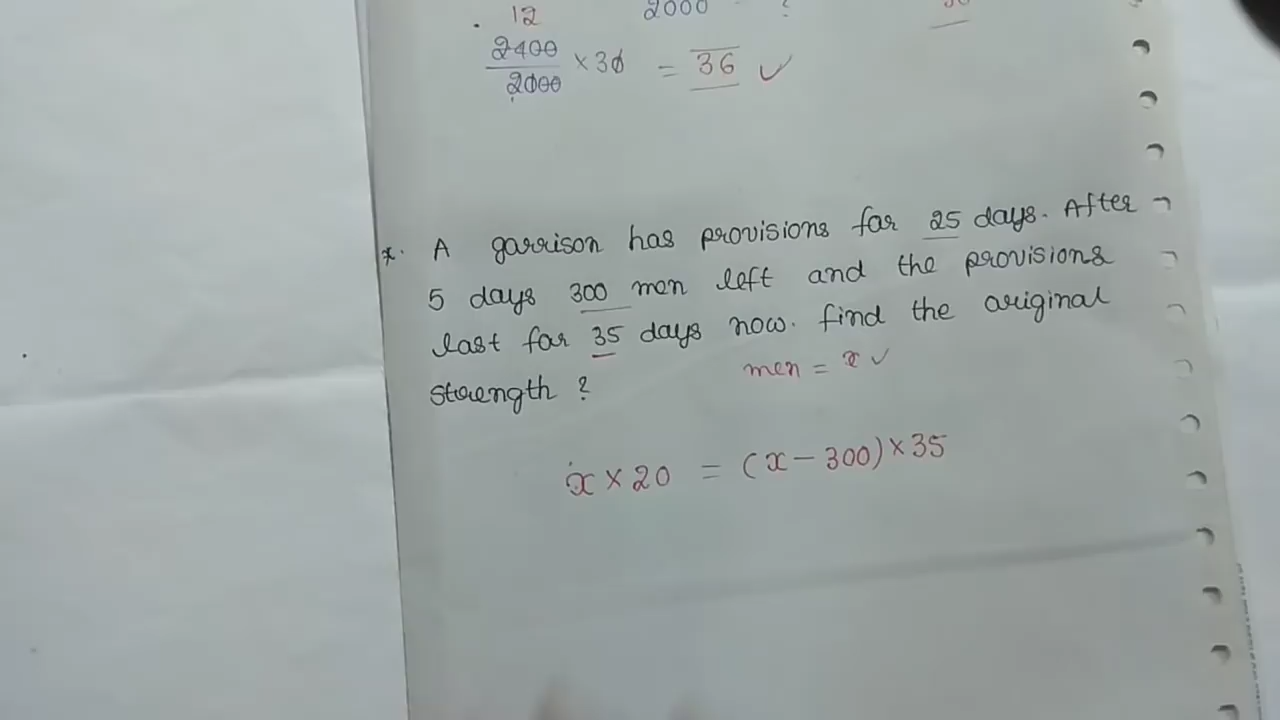 12 2000 ?
2400/2000 × 30 = 36 ✓
*. A garrison has provisions for 25 days. After
5 days 300 men left and the provisions
last for 35 days now. find the original
strength ?
men = x ✓
x × 20 = (x - 300) × 35